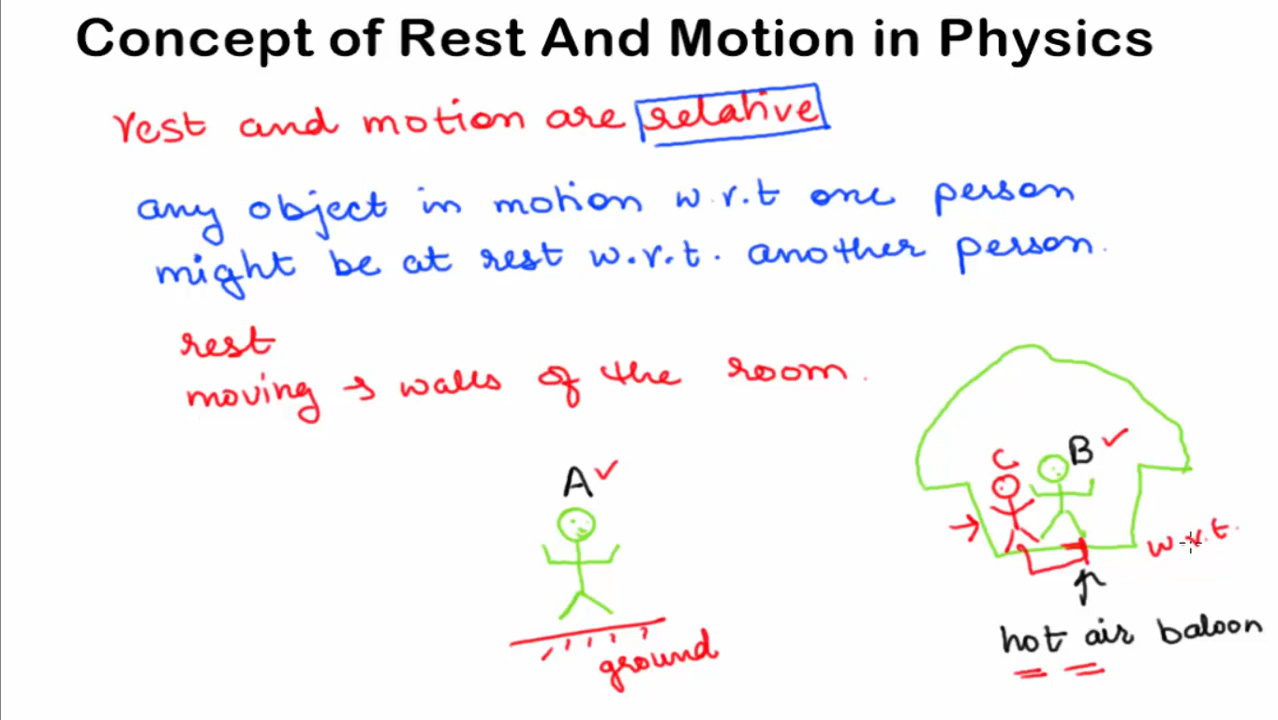 Concept of Rest And Motion in Physics
rest and motion are relative
any object in motion w.r.t one person
might be at rest w.r.t. another person.
rest
moving → walls of the room.
A
C
B
w.r.t.
hot air baloon
ground